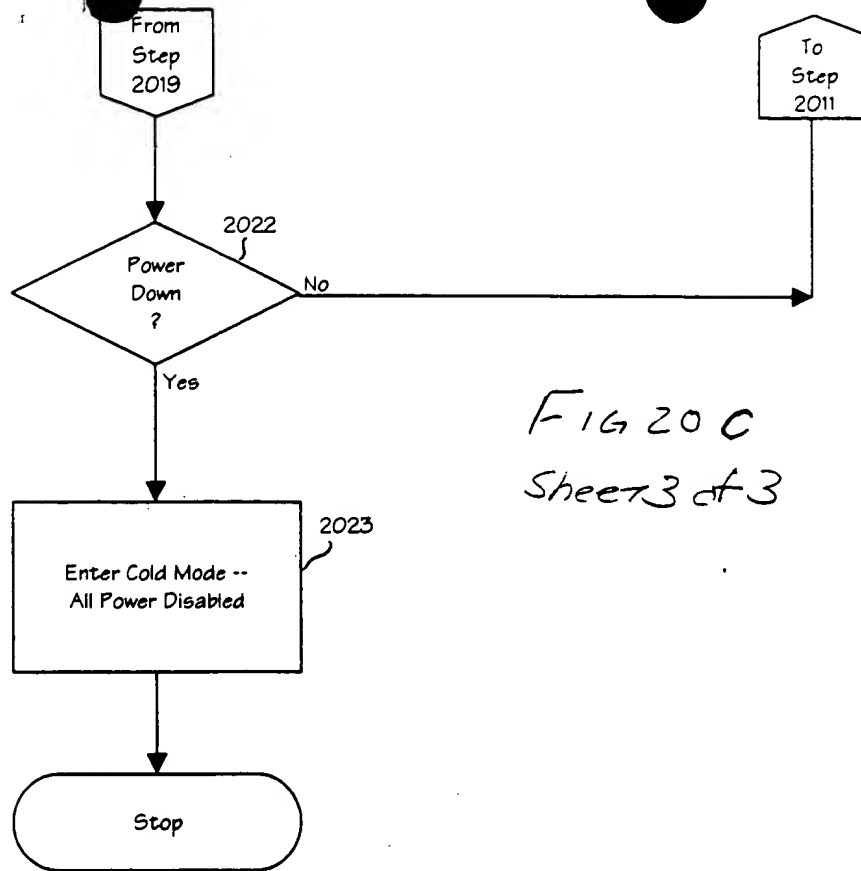 From
Step
2019
To
Step
2011
2022
Power
Down
?
No
Yes
FIG 20 C
Sheet 3 of 3
2023
Enter Cold Mode --
All Power Disabled
Stop